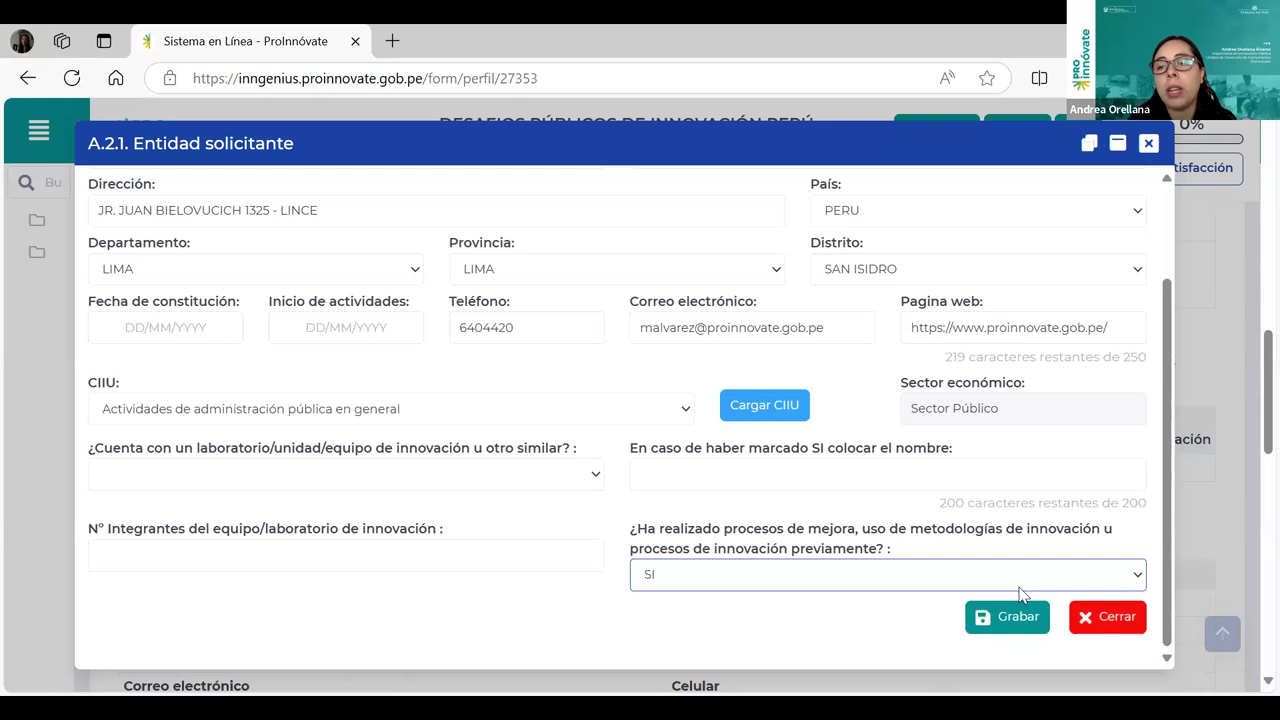 Sistema en Línea - ProInnóvate
https://inngenius.proinnovate.gob.pe/form/perfil/27353
PRO innóvate
Andrea Orellana Alvarez
Andrea Orellana
DESAFIOS PÚBLICOS DE INNOVACIÓN PERÚ
0%
A.2.1. Entidad solicitante
tisfacción
Bu
Dirección:
País:
JR. JUAN BIELOVUCICH 1325 - LINCE
PERU
Departamento:
Provincia:
Distrito:
LIMA
LIMA
SAN ISIDRO
Fecha de constitución:
Inicio de actividades:
Teléfono:
Correo electrónico:
Pagina web:
DD/MM/YYYY
DD/MM/YYYY
6404420
malvarez@proinnovate.gob.pe
https://www.proinnovate.gob.pe/
219 caracteres restantes de 250
CIIU:
Sector económico:
Actividades de administración pública en general
Cargar CIIU
Sector Público
ación
¿Cuenta con un laboratorio/unidad/equipo de innovación u otro similar? :
En caso de haber marcado SI colocar el nombre:
200 caracteres restantes de 200
N° Integrantes del equipo/laboratorio de innovación :
¿Ha realizado procesos de mejora, uso de metodologías de innovación u
procesos de innovación previamente? :
SI
Grabar
Cerrar
Correo electrónico
Celular